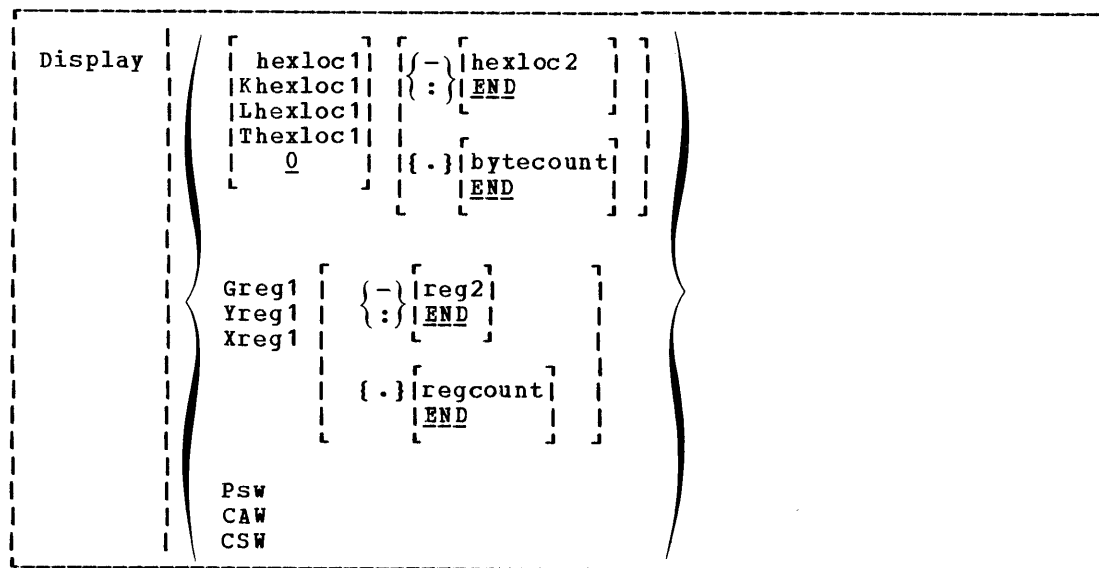 Display hexloc1 {-} hexloc2
Khexloc1 {:} END
Lhexloc1
Thexloc1
0 {.} bytecount
END
Greg1 {-} reg2
Yreg1 {:} END
Xreg1
{.} regcount
END
Psw
CAW
CSW